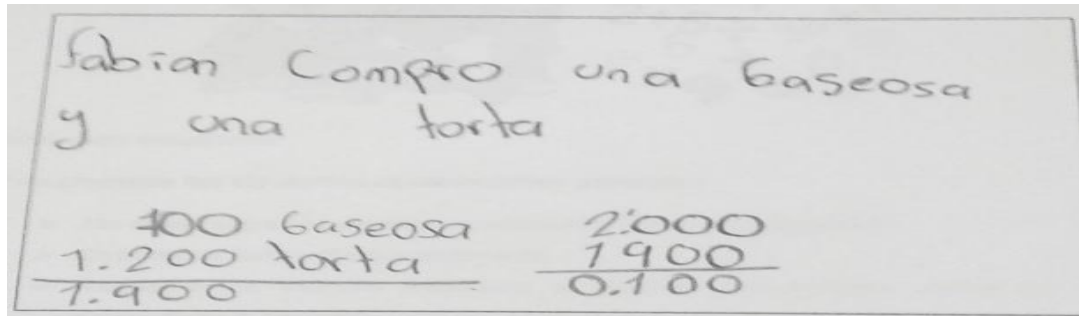 fabian Compro una Gaseosa
y una torta
700 Gaseosa 2.000
1.200 torta 1900
1.900 0.100